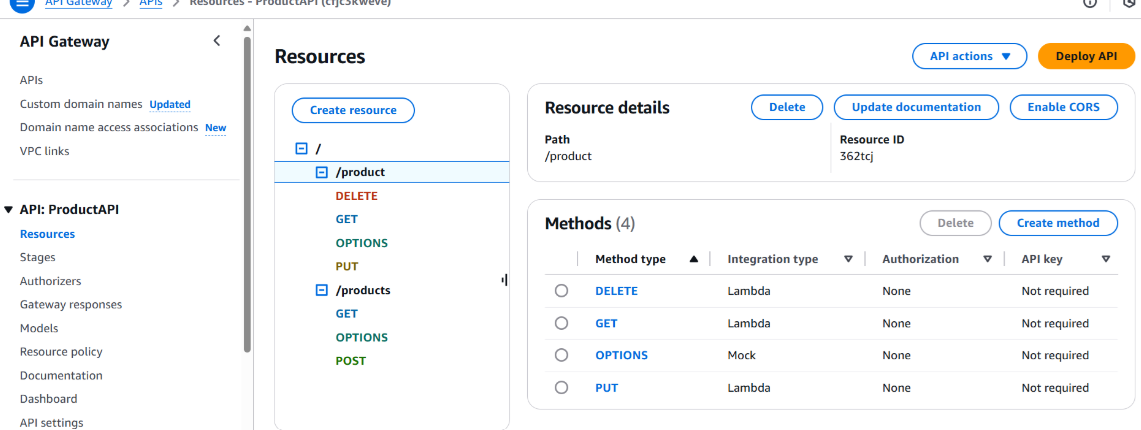 API Gateway > APIs > Resources - ProductAPI (cfjc3kweve)
API Gateway
APIs
Custom domain names Updated
Domain name access associations New
VPC links
API: ProductAPI
Resources
Stages
Authorizers
Gateway responses
Models
Resource policy
Documentation
Dashboard
API settings
Resources
API actions
Deploy API
Create resource
/
/product
DELETE
GET
OPTIONS
PUT
/products
GET
OPTIONS
POST
Resource details
Delete
Update documentation
Enable CORS
Path
/product
Resource ID
362tcj
Methods (4)
Delete
Create method
Method type Integration type Authorization API key
DELETE Lambda None Not required
GET Lambda None Not required
OPTIONS Mock None Not required
PUT Lambda None Not required